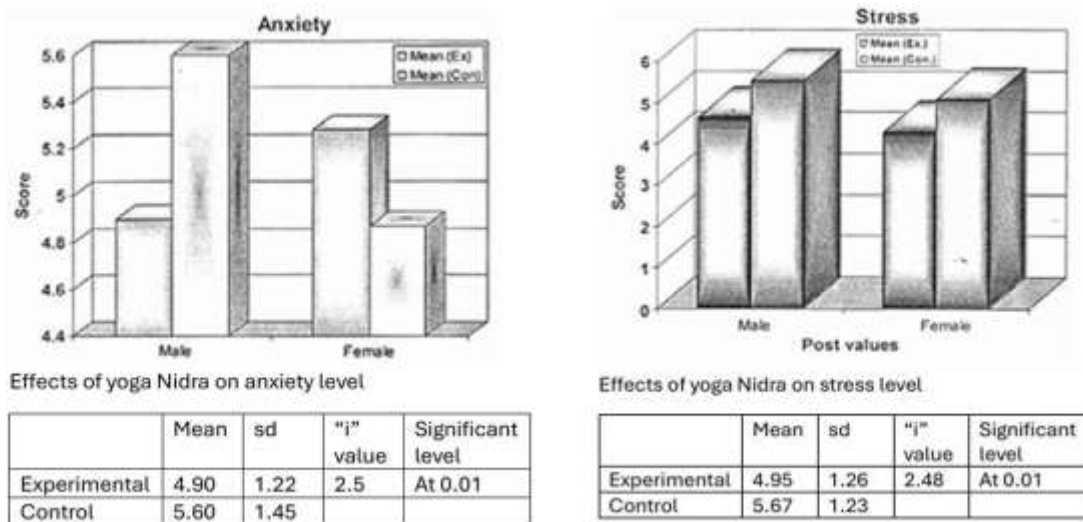 Anxiety
Mean (Ex)
Mean (Con)
Score
5.6
5.4
5.2
5
4.8
4.6
4.4
Male
Female
Effects of yoga Nidra on anxiety level
Mean sd "i" value Significant level
Experimental 4.90 1.22 2.5 At 0.01
Control 5.60 1.45
Stress
Mean (Ex.)
Mean (Con.)
Score
6
5
4
3
2
1
0
Male
Female
Post values
Effects of yoga Nidra on stress level
Mean sd "i" value Significant level
Experimental 4.95 1.26 2.48 At 0.01
Control 5.67 1.23